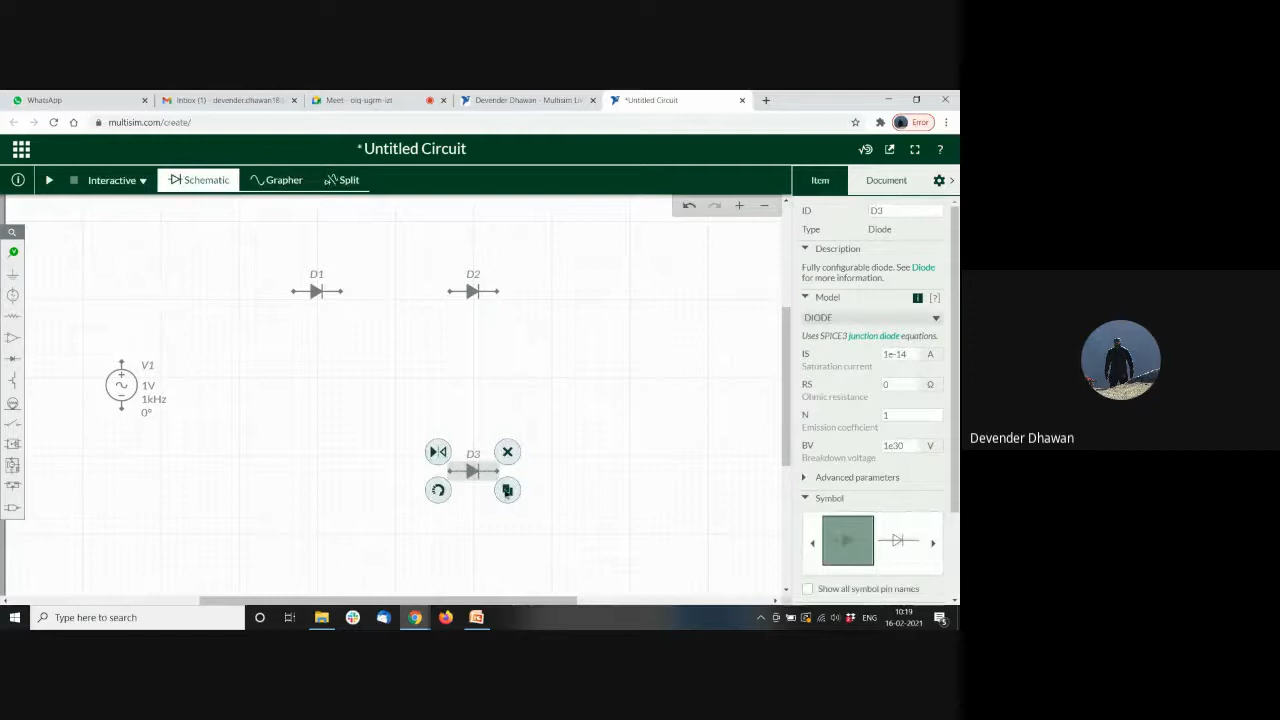 WhatsApp
Inbox (1) - devender.dhawan18@
Meet - oiq-ugrm-izt
Devender Dhawan - Multisim Liv
*Untitled Circuit
multisim.com/create/
Error
* Untitled Circuit
?
Interactive
Schematic
Grapher
Split
Item
Document
ID
D3
Type
Diode
Description
Fully configurable diode. See Diode
for more information.
Model
[?]
DIODE
Uses SPICE3 junction diode equations.
IS
1e-14
A
Saturation current
RS
0
Ω
Ohmic resistance
N
1
Emission coefficient
BV
1e30
V
Breakdown voltage
Advanced parameters
Symbol
Show all symbol pin names
D1
D2
V1
1V
1kHz
0°
D3
Devender Dhawan
Type here to search
ENG
10:19
16-02-2021
5